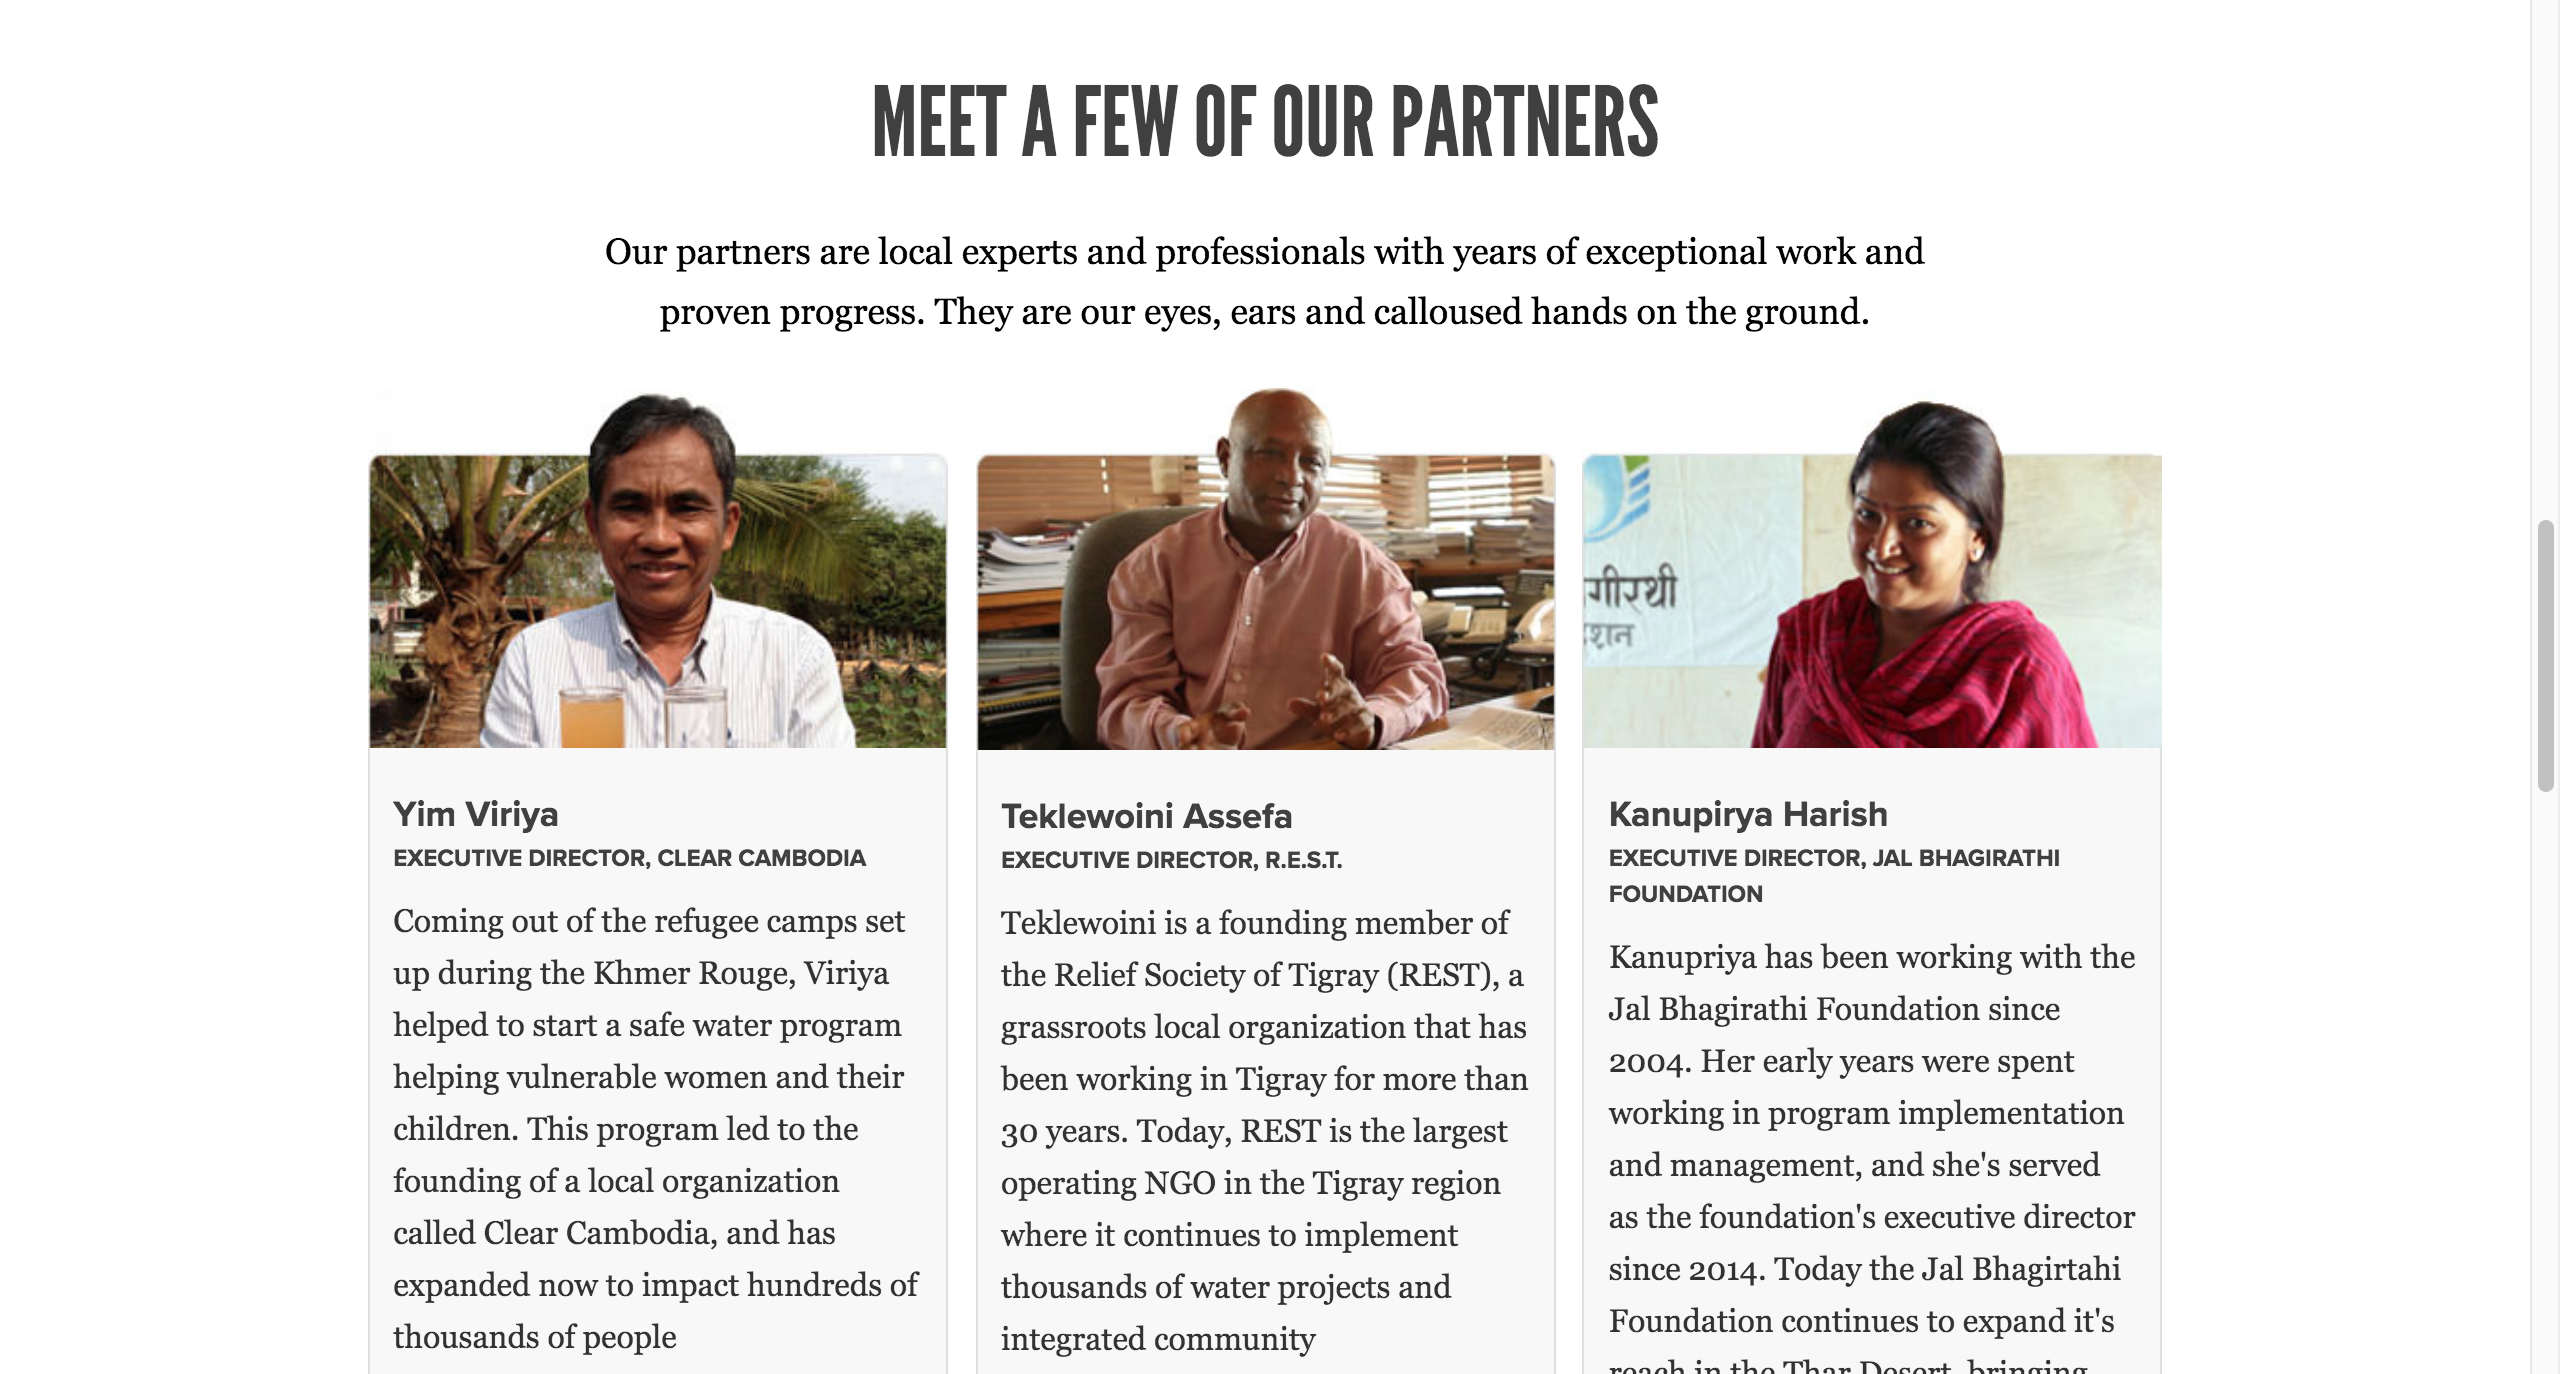 MEET A FEW OF OUR PARTNERS
Our partners are local experts and professionals with years of exceptional work and
proven progress. They are our eyes, ears and calloused hands on the ground.
गीरथी
Yim Viriya
EXECUTIVE DIRECTOR, CLEAR CAMBODIA
Coming out of the refugee camps set
up during the Khmer Rouge, Viriya
helped to start a safe water program
helping vulnerable women and their
children. This program led to the
founding of a local organization
called Clear Cambodia, and has
expanded now to impact hundreds of
thousands of people
Teklewoini Assefa
EXECUTIVE DIRECTOR, R.E.S.T.
Teklewoini is a founding member of
the Relief Society of Tigray (REST), a
grassroots local organization that has
been working in Tigray for more than
30 years. Today, REST is the largest
operating NGO in the Tigray region
where it continues to implement
thousands of water projects and
integrated community
Kanupirya Harish
EXECUTIVE DIRECTOR, JAL BHAGIRATHI
FOUNDATION
Kanupriya has been working with the
Jal Bhagirathi Foundation since
2004. Her early years were spent
working in program implementation
and management, and she's served
as the foundation's executive director
since 2014. Today the Jal Bhagirtahi
Foundation continues to expand it's
reach in the Thar Desert, bringing